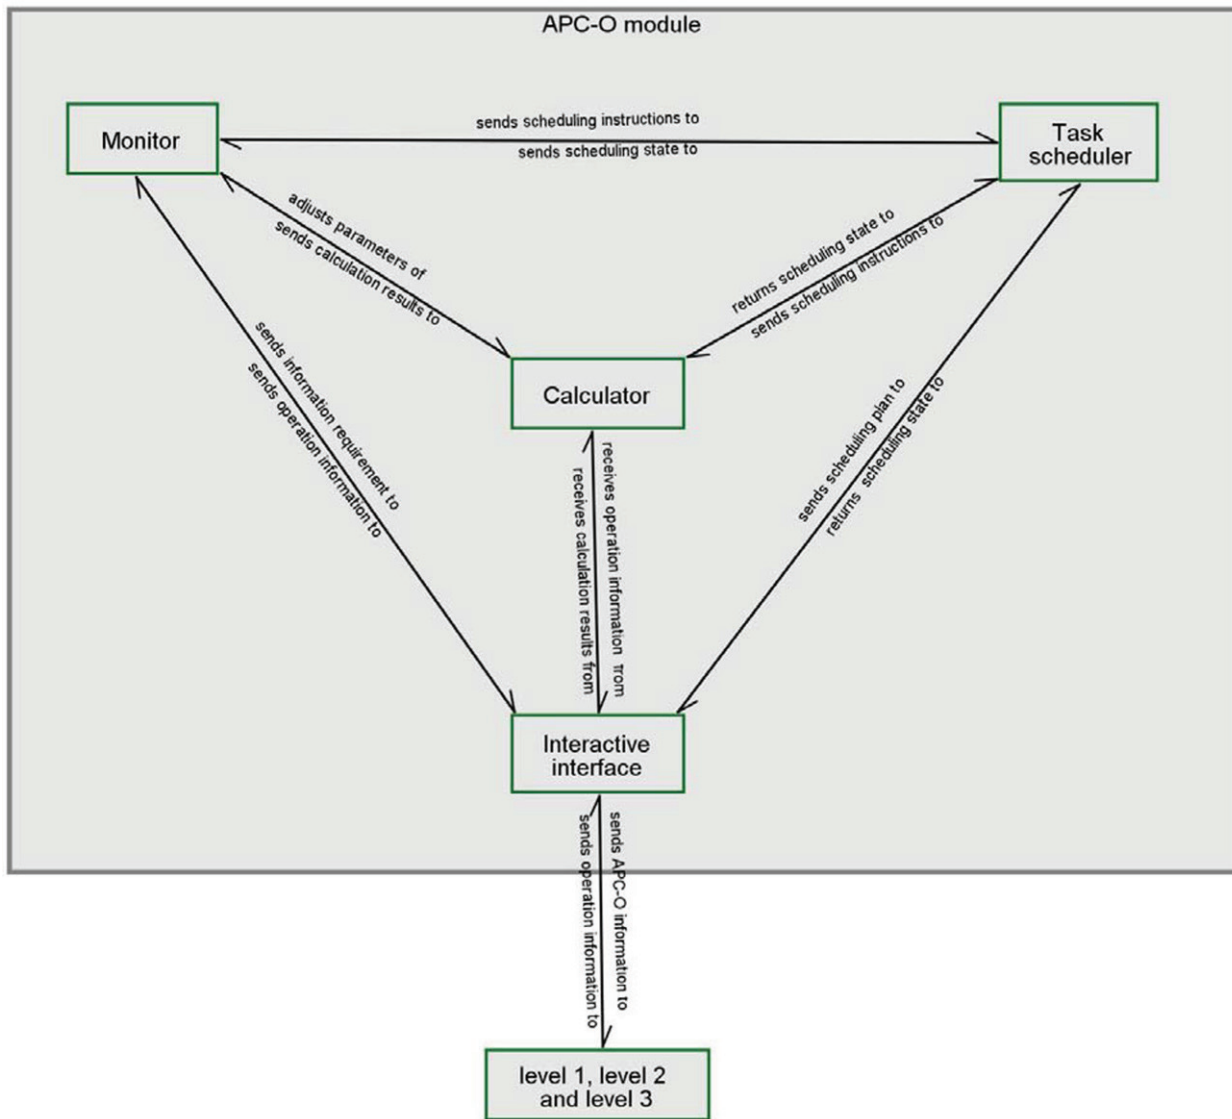 APC-O module
Monitor
Task
scheduler
sends scheduling instructions to
sends scheduling state to
adjusts parameters of
sends calculation results to
returns scheduling state to
sends scheduling instructions to
Calculator
sends information requirement to
sends operation information to
receives operation information from
receives calculation results from
sends scheduling plan to
returns scheduling state to
Interactive
interface
sends APC-O information to
sends operation information to
level 1, level 2
and level 3